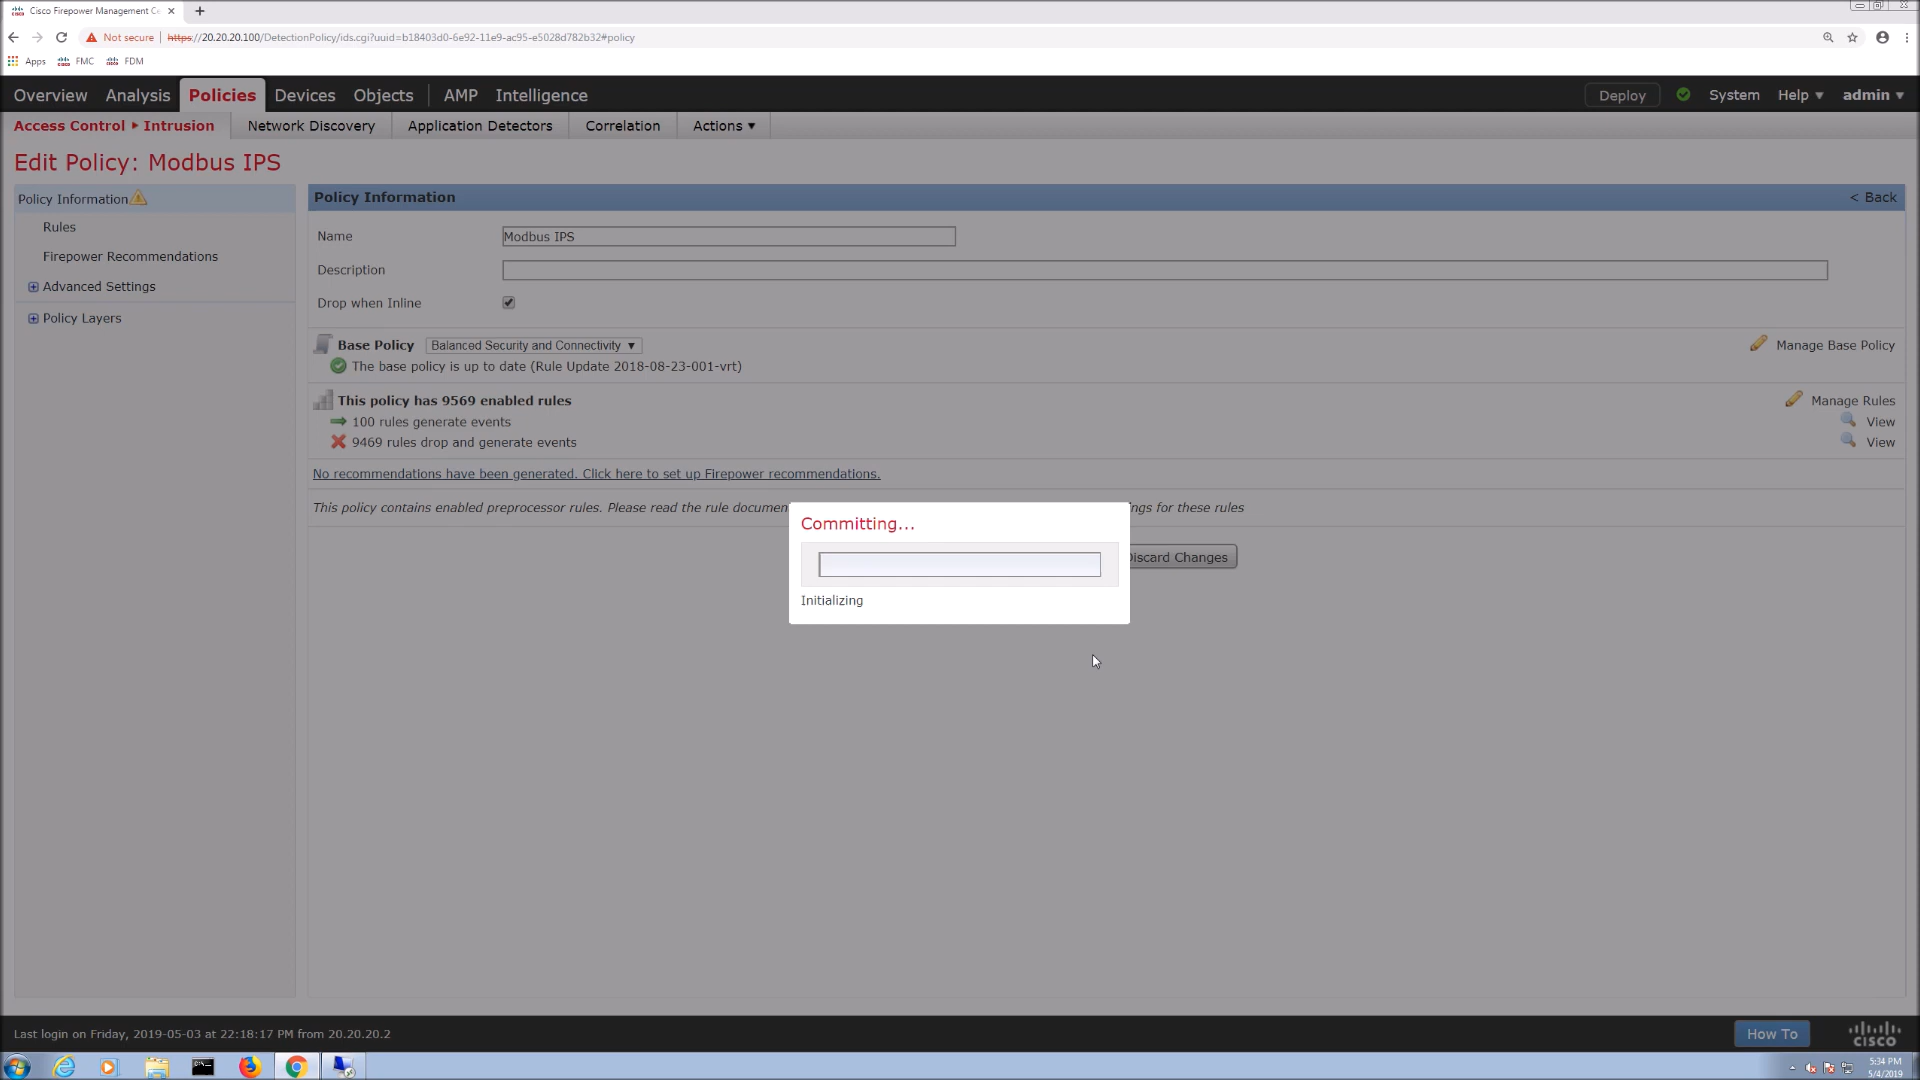 Cisco Firepower Management Ce
Not secure | https://20.20.20.100/DetectionPolicy/ids.cgi?uuid=b18403d0-6e92-11e9-ac95-e5028d782b32#policy
Apps FMC FDM
Overview Analysis Policies Devices Objects AMP Intelligence Deploy System Help ▼ admin ▼
Access Control ▸ Intrusion Network Discovery Application Detectors Correlation Actions ▼
Edit Policy: Modbus IPS
Policy Information
Rules
Firepower Recommendations
Advanced Settings
Policy Layers
Policy Information < Back
Name Modbus IPS
Description
Drop when Inline
Base Policy Balanced Security and Connectivity ▼ Manage Base Policy
The base policy is up to date (Rule Update 2018-08-23-001-vrt)
This policy has 9569 enabled rules Manage Rules
100 rules generate events View
9469 rules drop and generate events View
No recommendations have been generated. Click here to set up Firepower recommendations.
This policy contains enabled preprocessor rules. Please read the rule documen ngs for these rules
Committing...
Discard Changes
Initializing
Last login on Friday, 2019-05-03 at 22:18:17 PM from 20.20.20.2 How To
cisco
5:34 PM
5/4/2019